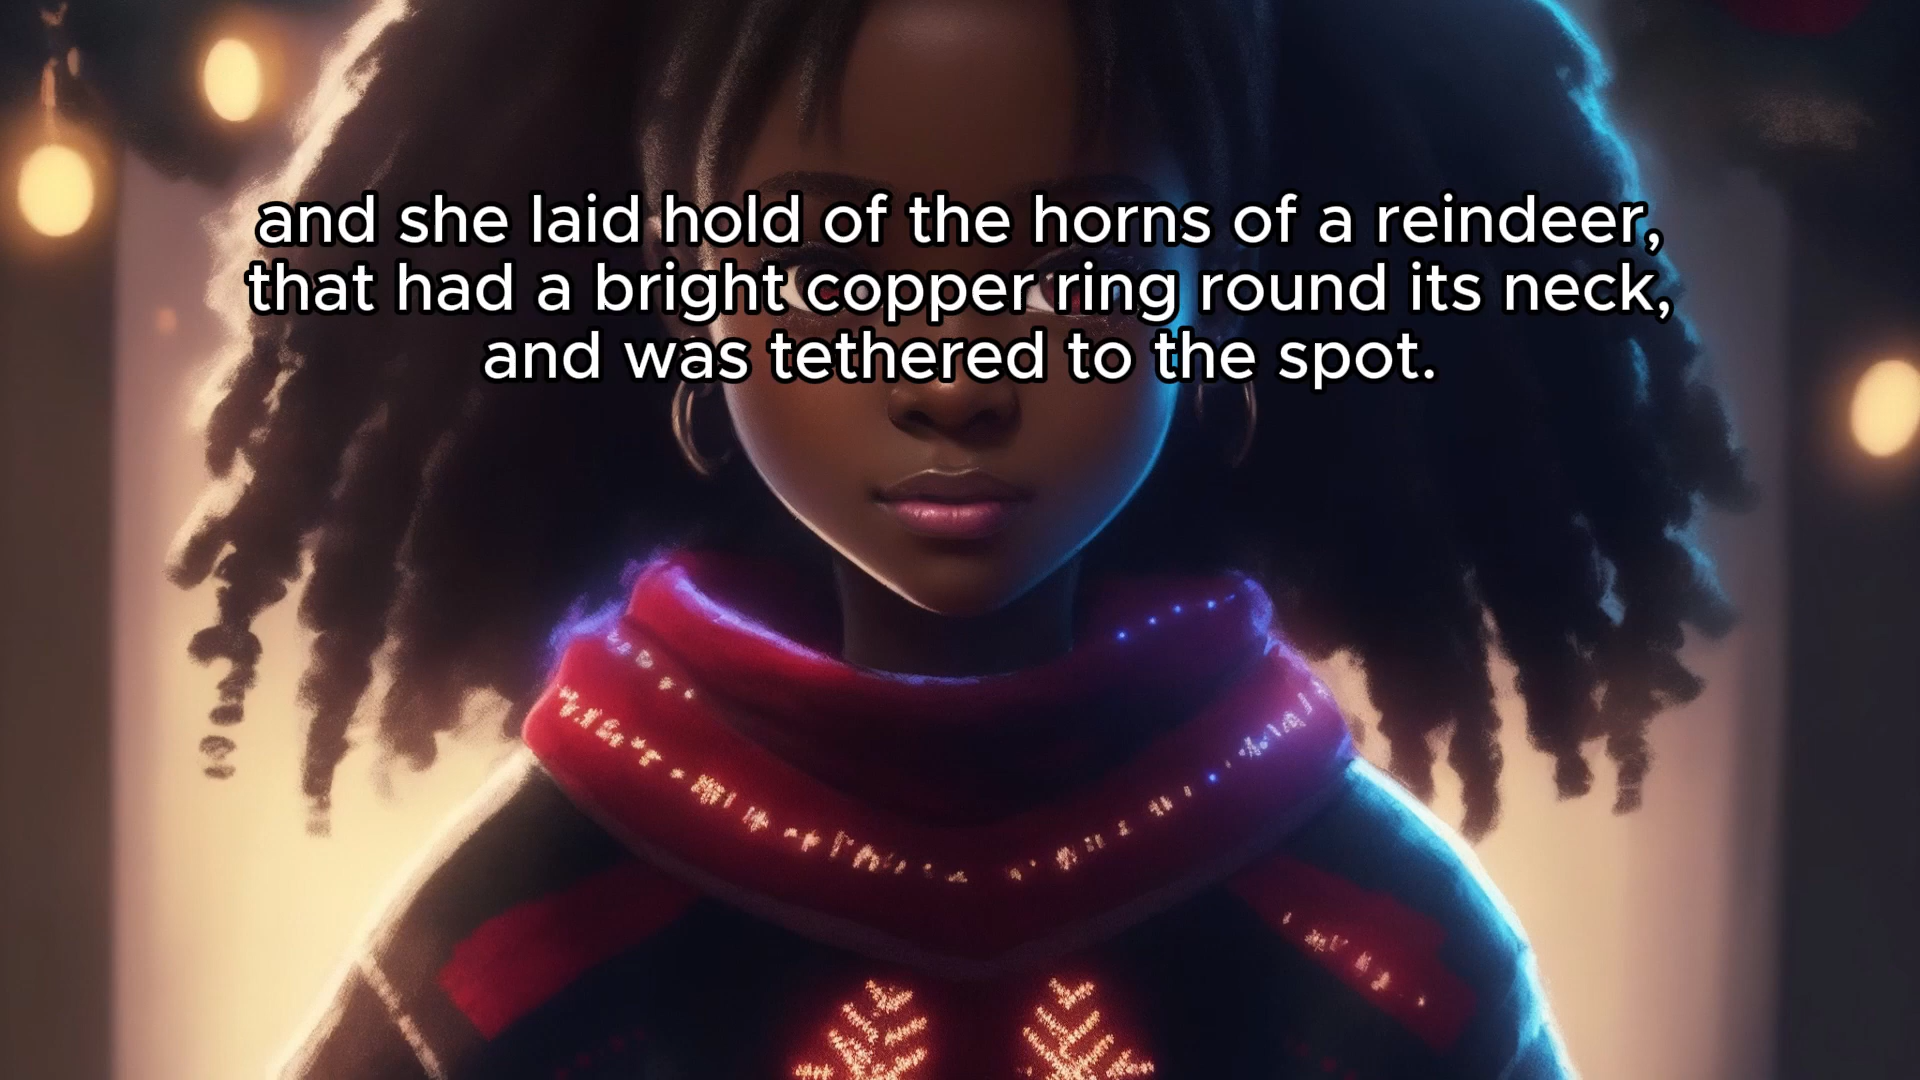 and she laid hold of the horns of a reindeer,
that had a bright copper ring round its neck,
and was tethered to the spot.